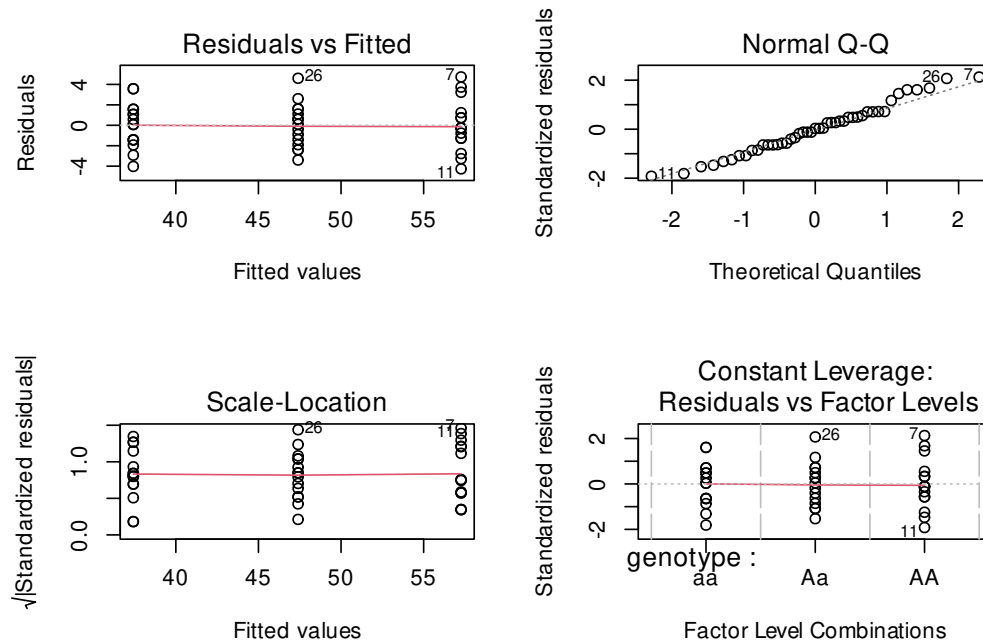 Residuals vs Fitted
Residuals
4
0
-4
26
7
11
40 45 50 55
Fitted values
Normal Q-Q
Standardized residuals
2
0
-2
26
7
11
-2 -1 0 1 2
Theoretical Quantiles
Scale-Location
√|Standardized residuals|
1.0
0.0
26
7
11
40 45 50 55
Fitted values
Constant Leverage:
Residuals vs Factor Levels
Standardized residuals
2
0
-2
26
7
11
genotype :
aa Aa AA
Factor Level Combinations